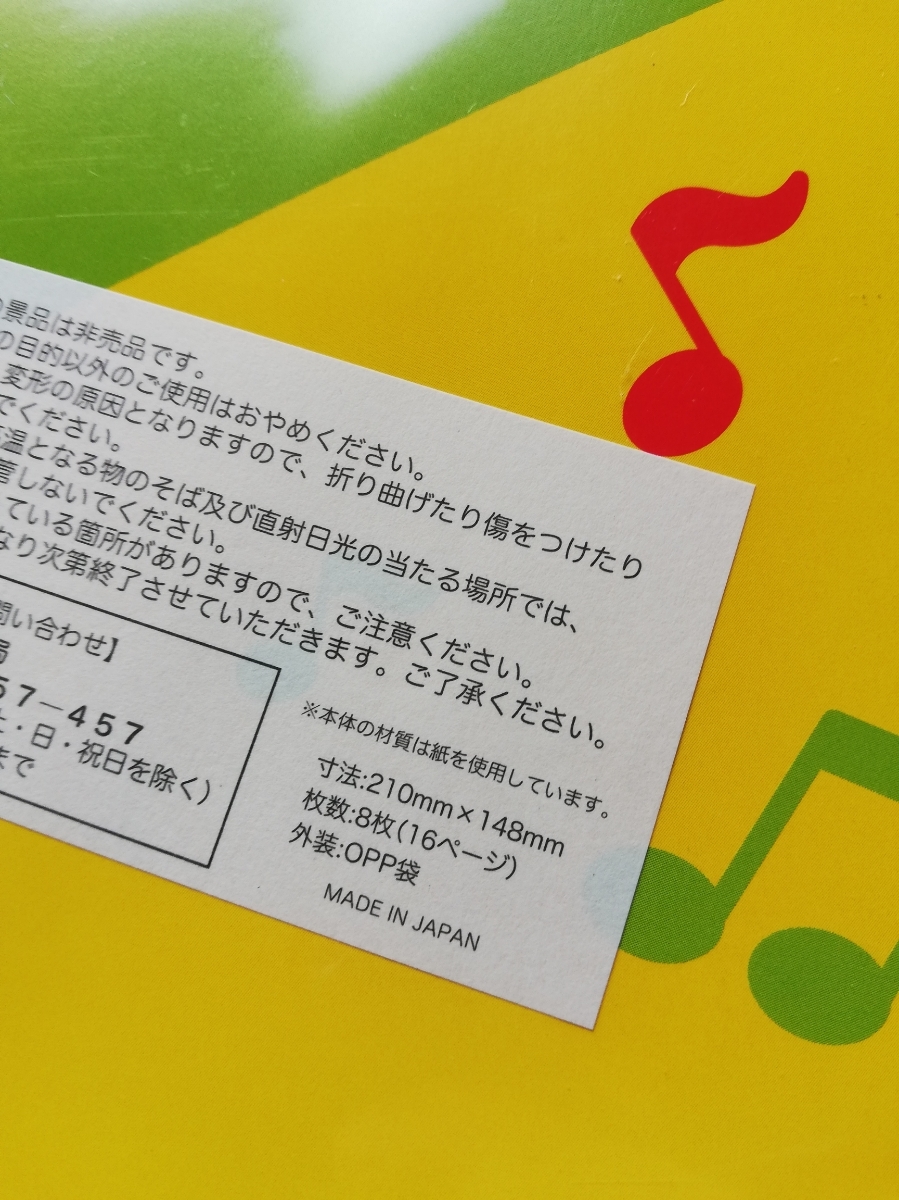 の景品は非売品です。
の目的以外のご使用はおやめください。
変形の原因となりますので、折り曲げたり傷をつけたり
でください。
温となる物のそば及び直射日光の当たる場所では、
管しないでください。
ている箇所がありますので、ご注意ください。
なり次第終了させていただきます。ご了承ください。
問い合わせ】
局
57－457
・日・祝日を除く）
まで
※本体の材質は紙を使用しています。
寸法:210mm×148mm
枚数:8枚(16ページ)
外装:OPP袋
MADE IN JAPAN